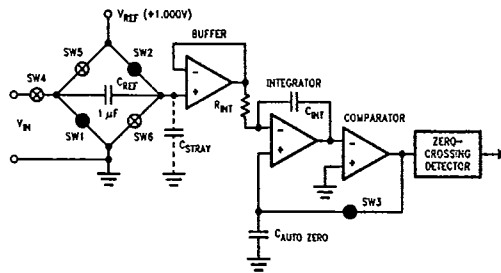 VREF (+1.000V)
BUFFER
SW5
SW2
SW4
CREF
1 µF
RINT
INTEGRATOR
CINT
COMPARATOR
VIN
SW1
SW6
CSTRAY
ZERO-
CROSSING
DETECTOR
SW3
CAUTO ZERO
−
+
−
+
−
+